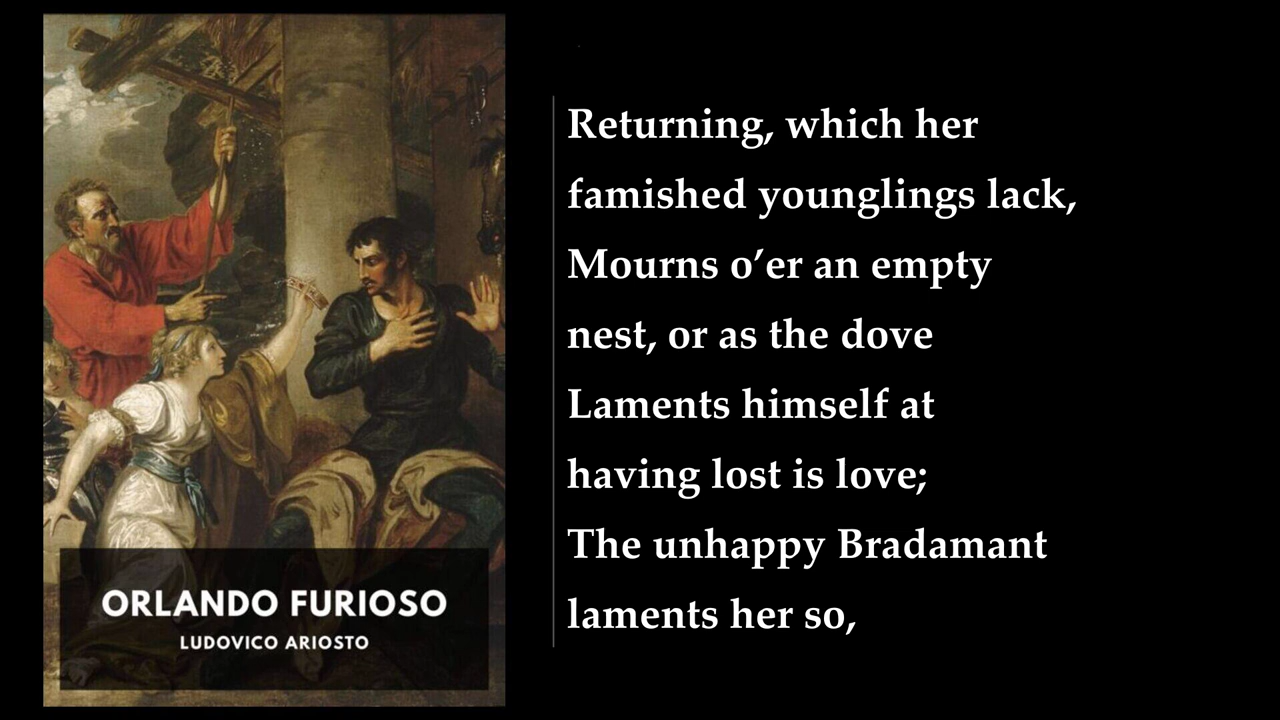 ORLANDO FURIOSO
LUDOVICO ARIOSTO
Returning, which her
famished younglings lack,
Mourns o’er an empty
nest, or as the dove
Laments himself at
having lost is love;
The unhappy Bradamant
laments her so,